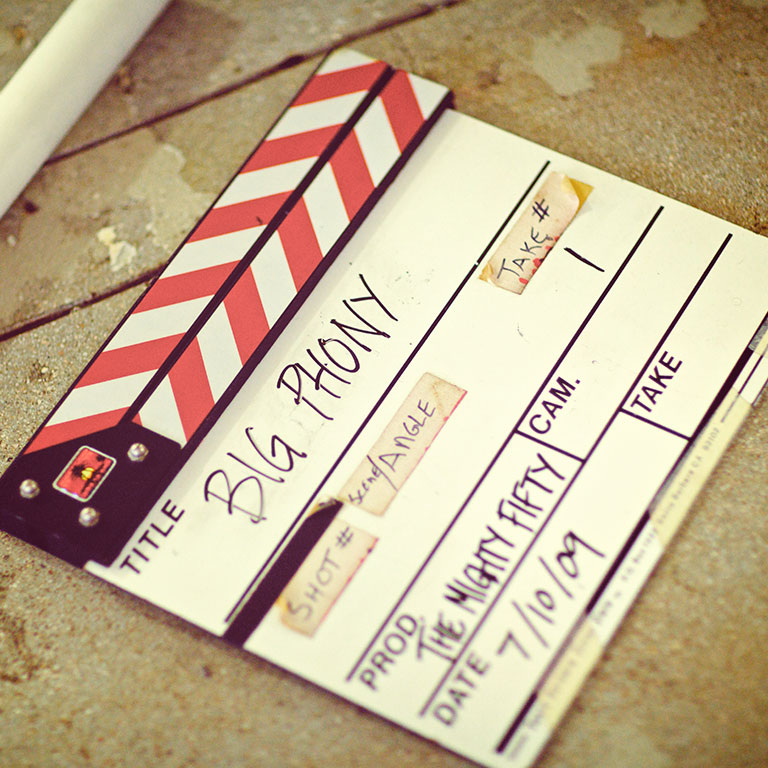 TITLE BIG PHONY
TAKE #
1
Scene/ANGLE
SHOT #
PROD. THE MIGHTY FIFTY
CAM.
DATE 7/10/09
TAKE